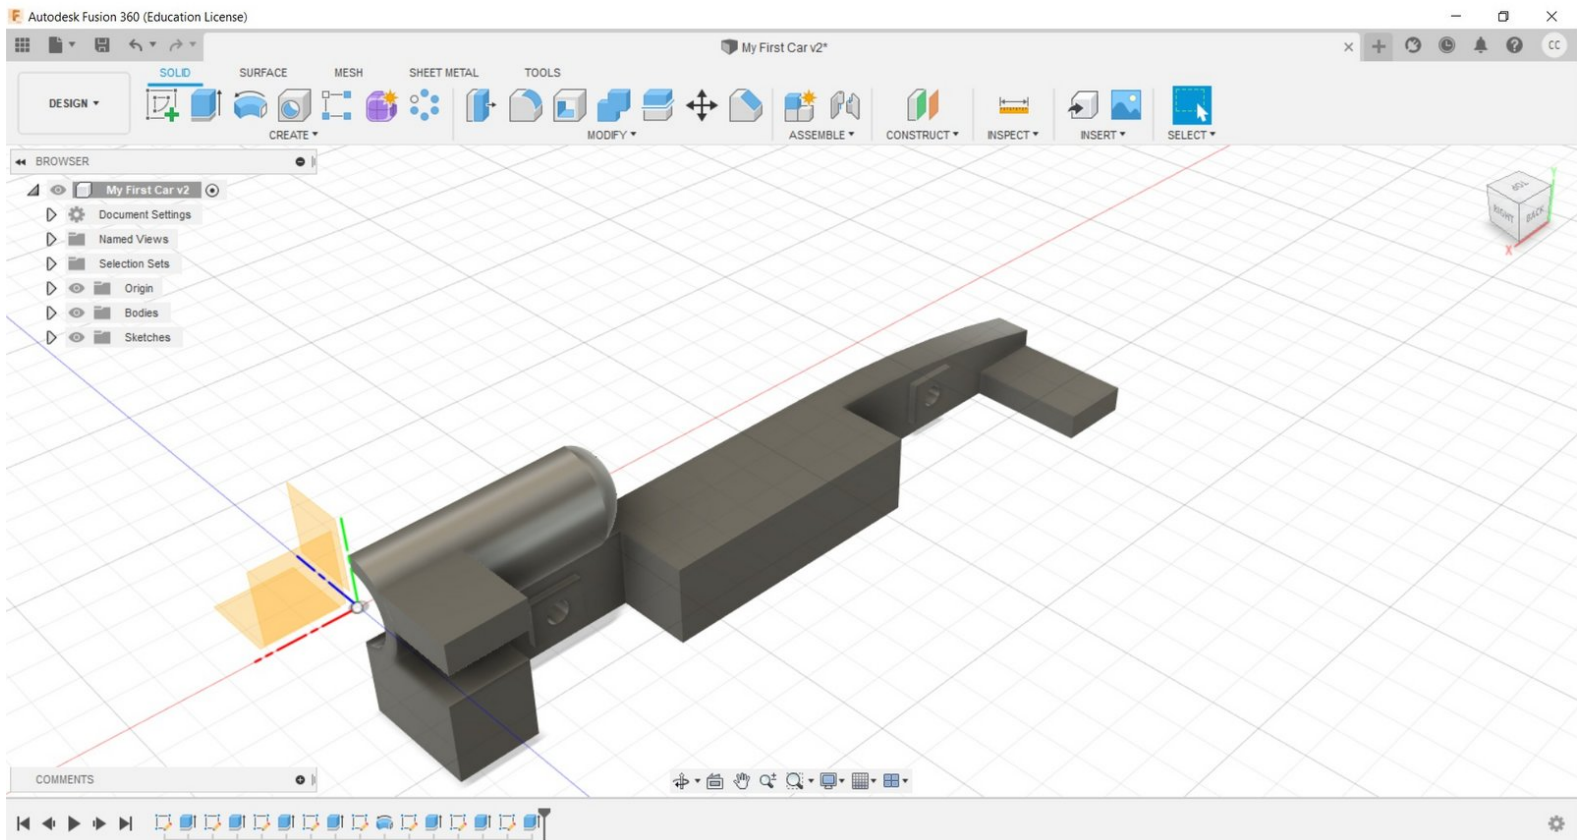 Autodesk Fusion 360 (Education License)
My First Car v2*
CC
SOLID SURFACE MESH SHEET METAL TOOLS
DESIGN
CREATE MODIFY ASSEMBLE CONSTRUCT INSPECT INSERT SELECT
BROWSER
My First Car v2
Document Settings
Named Views
Selection Sets
Origin
Bodies
Sketches
TOP
RIGHT BACK
Y
X
COMMENTS